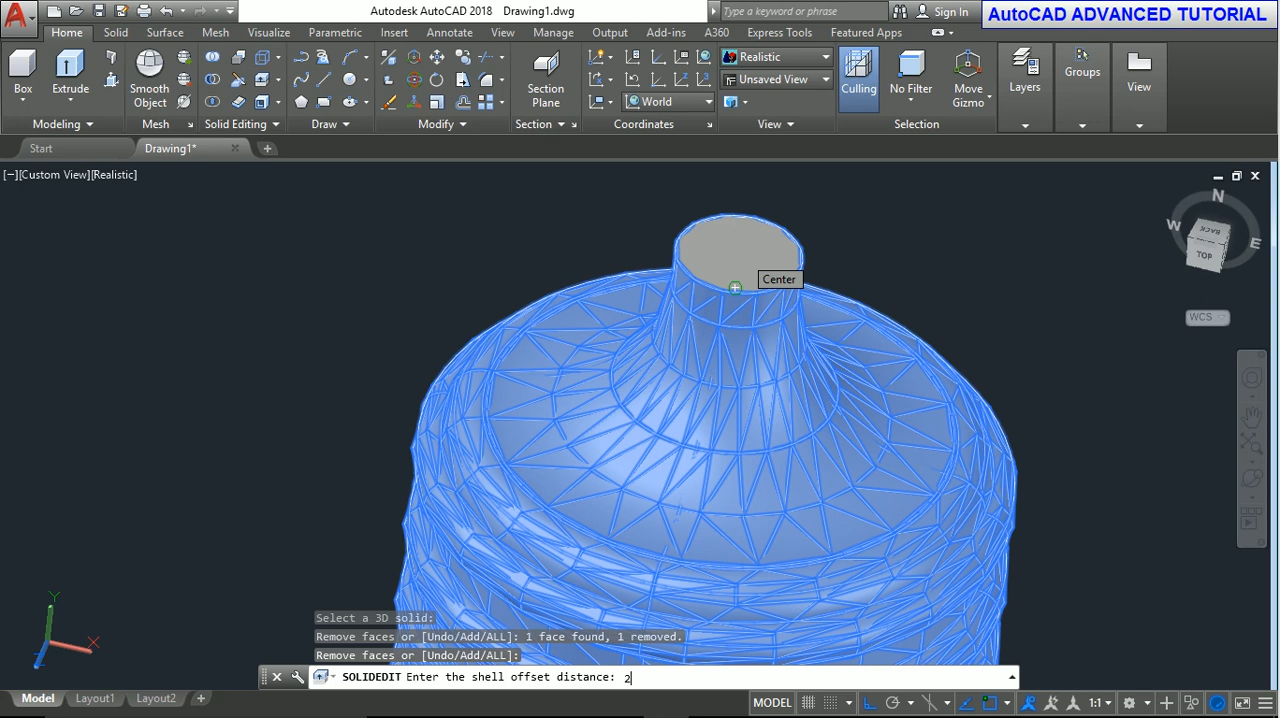 Autodesk AutoCAD 2018 Drawing1.dwg
Type a keyword or phrase
Sign In
AutoCAD ADVANCED TUTORIAL
Home Solid Surface Mesh Visualize Parametric Insert Annotate View Manage Output Add-ins A360 Express Tools Featured Apps
Box
Extrude
Smooth
Object
Section
Plane
Realistic
Unsaved View
World
Culling
No Filter
Move
Gizmo
Layers
Groups
View
Modeling
Mesh
Solid Editing
Draw
Modify
Section
Coordinates
View
Selection
Start
Drawing1*
[−][Custom View][Realistic]
N
W
E
BACK
TOP
WCS
Center
Y
X
Select a 3D solid:
Remove faces or [Undo/Add/ALL]: 1 face found, 1 removed.
Remove faces or [Undo/Add/ALL]:
SOLIDEDIT Enter the shell offset distance: 2
Model Layout1 Layout2
MODEL
1:1